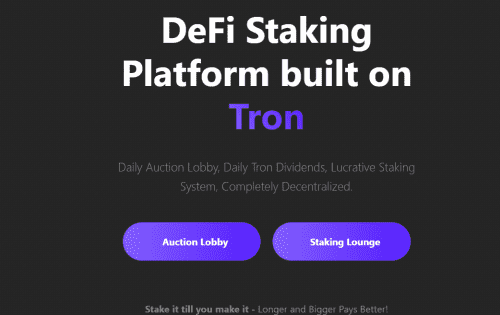 DeFi Staking
Platform built on
Tron
Daily Auction Lobby, Daily Tron Dividends, Lucrative Staking
System, Completely Decentralized.
Auction Lobby
Staking Lounge
Stake it till you make it - Longer and Bigger Pays Better!